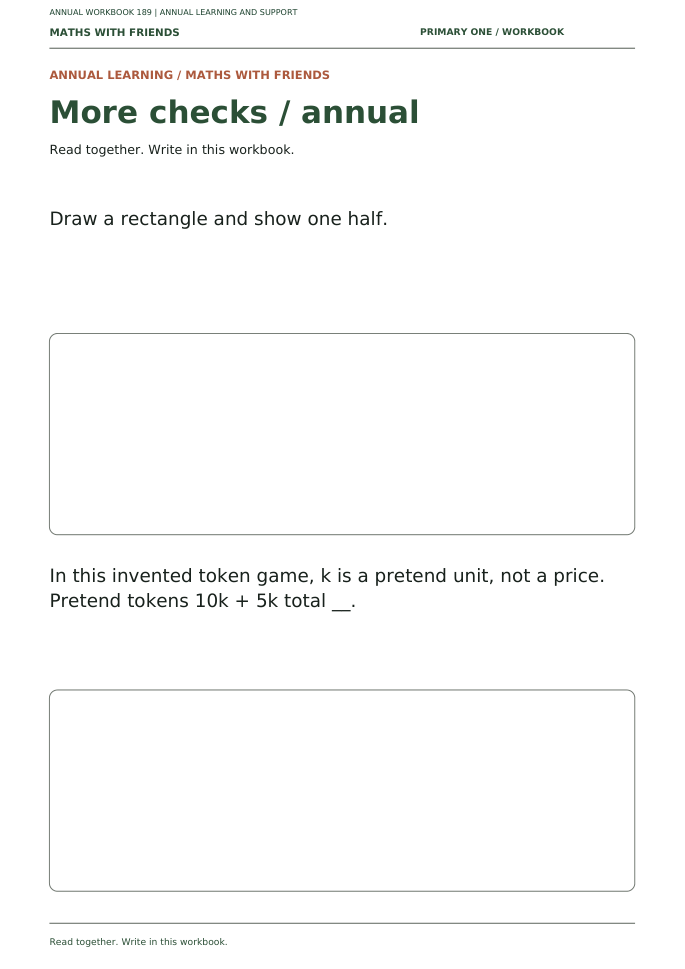 ANNUAL WORKBOOK 189 | ANNUAL LEARNING AND SUPPORT
MATHS WITH FRIENDS
PRIMARY ONE / WORKBOOK
ANNUAL LEARNING / MATHS WITH FRIENDS
More checks / annual
Read together. Write in this workbook.
Draw a rectangle and show one half.
In this invented token game, k is a pretend unit, not a price.
Pretend tokens 10k + 5k total __.
Read together. Write in this workbook.